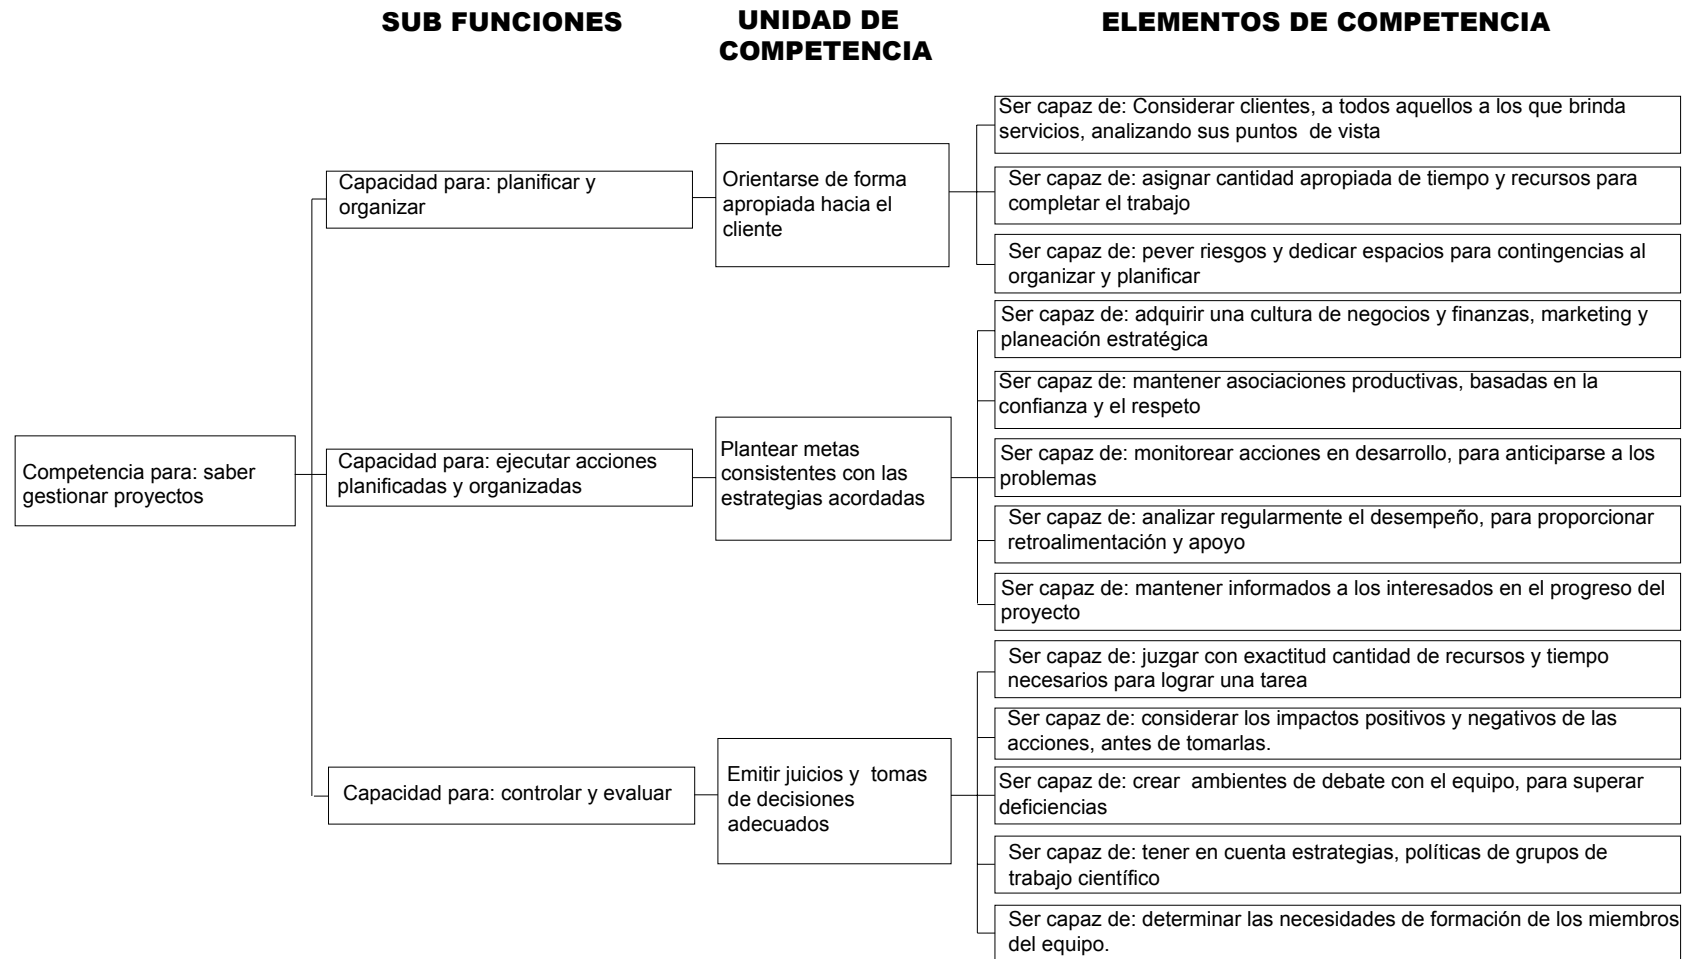 SUB FUNCIONES
UNIDAD DE
COMPETENCIA
ELEMENTOS DE COMPETENCIA
Competencia para: saber
gestionar proyectos
Capacidad para: planificar y
organizar
Orientarse de forma
apropiada hacia el
cliente
Ser capaz de: Considerar clientes, a todos aquellos a los que brinda
servicios, analizando sus puntos  de vista
Ser capaz de: asignar cantidad apropiada de tiempo y recursos para
completar el trabajo
Ser capaz de: pever riesgos y dedicar espacios para contingencias al
organizar y planificar
Capacidad para: ejecutar acciones
planificadas y organizadas
Plantear metas
consistentes con las
estrategias acordadas
Ser capaz de: adquirir una cultura de negocios y finanzas, marketing y
planeación estratégica
Ser capaz de: mantener asociaciones productivas, basadas en la
confianza y el respeto
Ser capaz de: monitorear acciones en desarrollo, para anticiparse a los
problemas
Ser capaz de: analizar regularmente el desempeño, para proporcionar
retroalimentación y apoyo
Ser capaz de: mantener informados a los interesados en el progreso del
proyecto
Capacidad para: controlar y evaluar
Emitir juicios y  tomas
de decisiones
adecuados
Ser capaz de: juzgar con exactitud cantidad de recursos y tiempo
necesarios para lograr una tarea
Ser capaz de: considerar los impactos positivos y negativos de las
acciones, antes de tomarlas.
Ser capaz de: crear  ambientes de debate con el equipo, para superar
deficiencias
Ser capaz de: tener en cuenta estrategias, políticas de grupos de
trabajo científico
Ser capaz de: determinar las necesidades de formación de los miembros
del equipo.